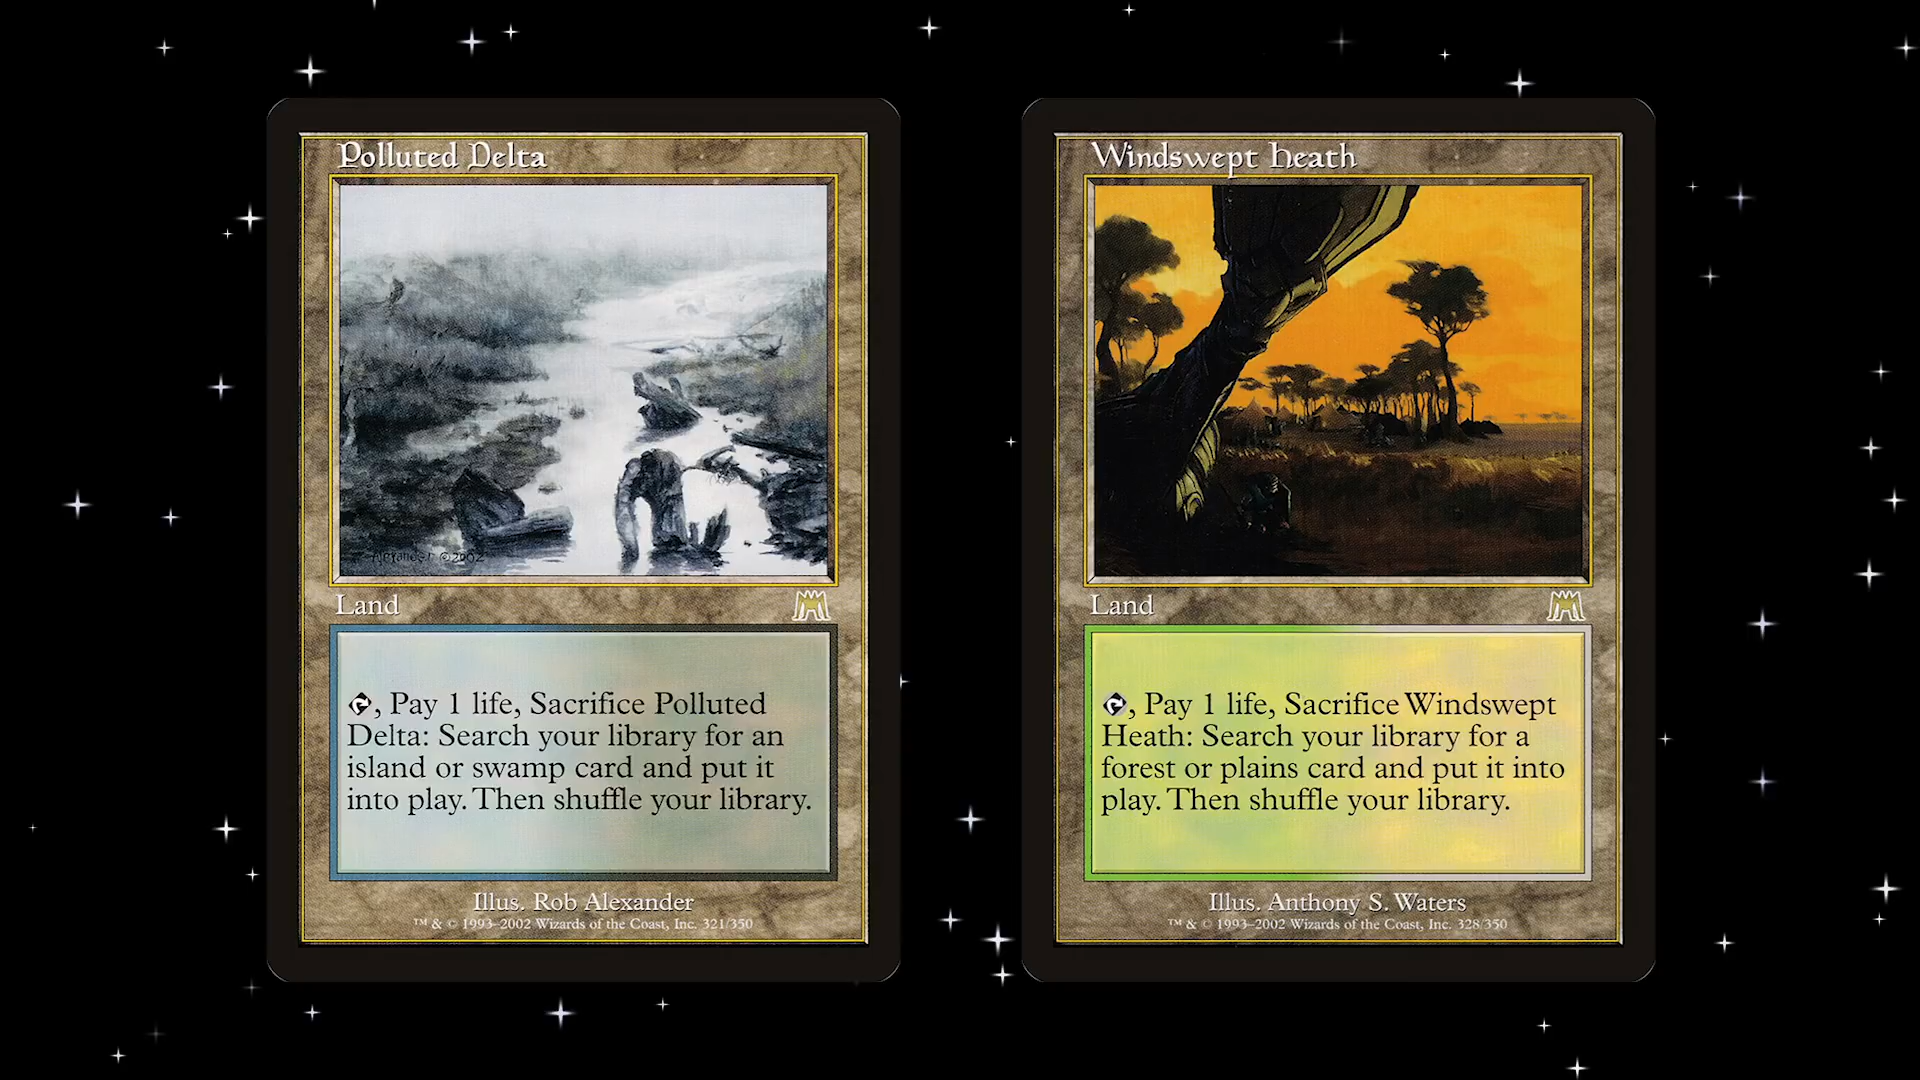 Polluted Delta
Land
, Pay 1 life, Sacrifice Polluted
Delta: Search your library for an
island or swamp card and put it
into play. Then shuffle your library.
Illus. Rob Alexander
™ & © 1993–2002 Wizards of the Coast, Inc. 321/350
Windswept Heath
Land
, Pay 1 life, Sacrifice Windswept
Heath: Search your library for a
forest or plains card and put it into
play. Then shuffle your library.
Illus. Anthony S. Waters
™ & © 1993–2002 Wizards of the Coast, Inc. 328/350